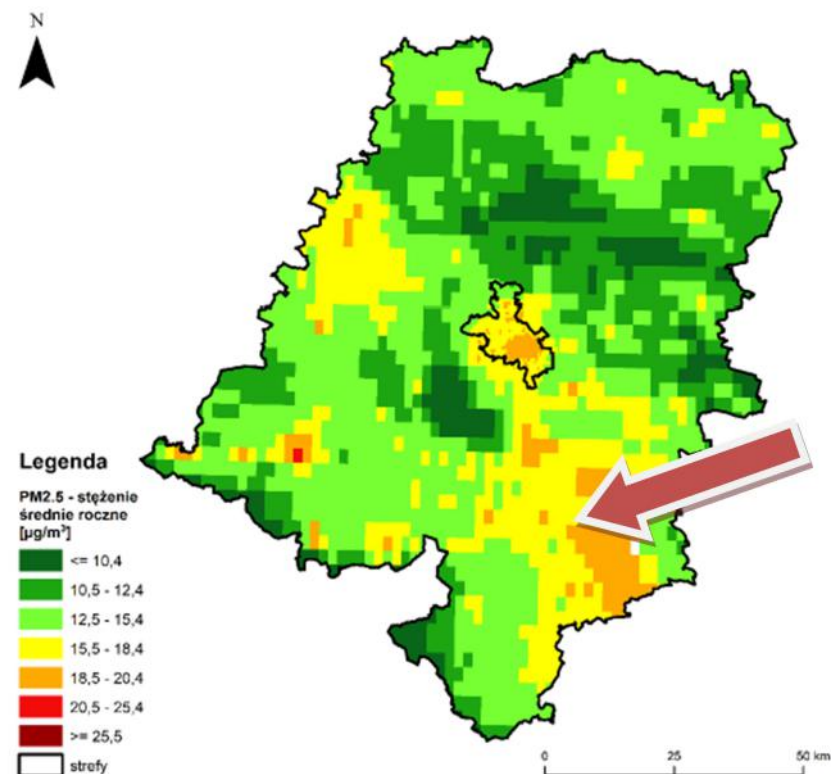 N
Legenda
PM2.5 - stężenie
średnie roczne
[µg/m³]
<= 10,4
10,5 - 12,4
12,5 - 15,4
15,5 - 18,4
18,5 - 20,4
20,5 - 25,4
>= 25,5
strefy
0 25 50 km